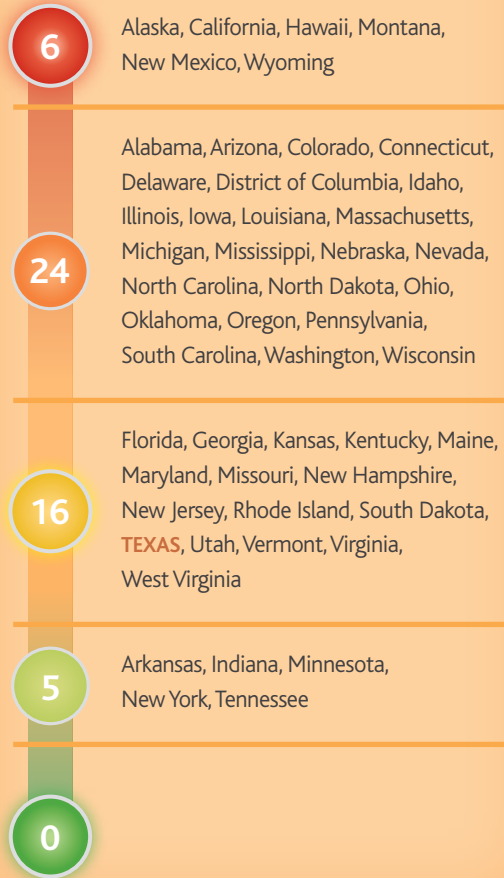 6
Alaska, California, Hawaii, Montana,
New Mexico, Wyoming
24
Alabama, Arizona, Colorado, Connecticut,
Delaware, District of Columbia, Idaho,
Illinois, Iowa, Louisiana, Massachusetts,
Michigan, Mississippi, Nebraska, Nevada,
North Carolina, North Dakota, Ohio,
Oklahoma, Oregon, Pennsylvania,
South Carolina, Washington, Wisconsin
16
Florida, Georgia, Kansas, Kentucky, Maine,
Maryland, Missouri, New Hampshire,
New Jersey, Rhode Island, South Dakota,
TEXAS, Utah, Vermont, Virginia,
West Virginia
5
Arkansas, Indiana, Minnesota,
New York, Tennessee
0